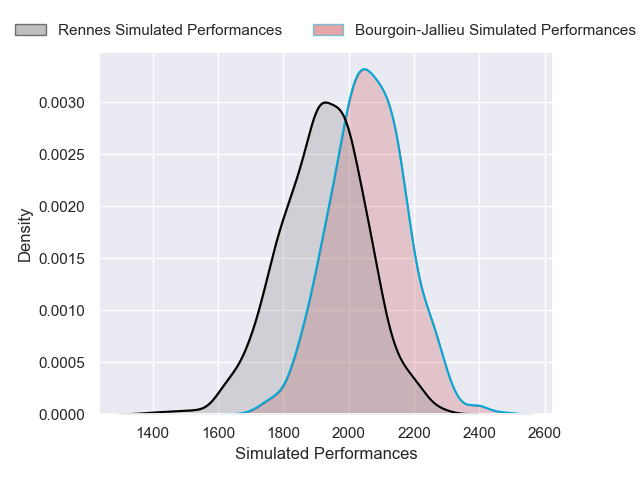 Rennes Simulated Performances
Bourgoin-Jallieu Simulated Performances
0.0030
0.0025
0.0020
0.0015
0.0010
0.0005
0.0000
Density
1400 1600 1800 2000 2200 2400 2600
Simulated Performances